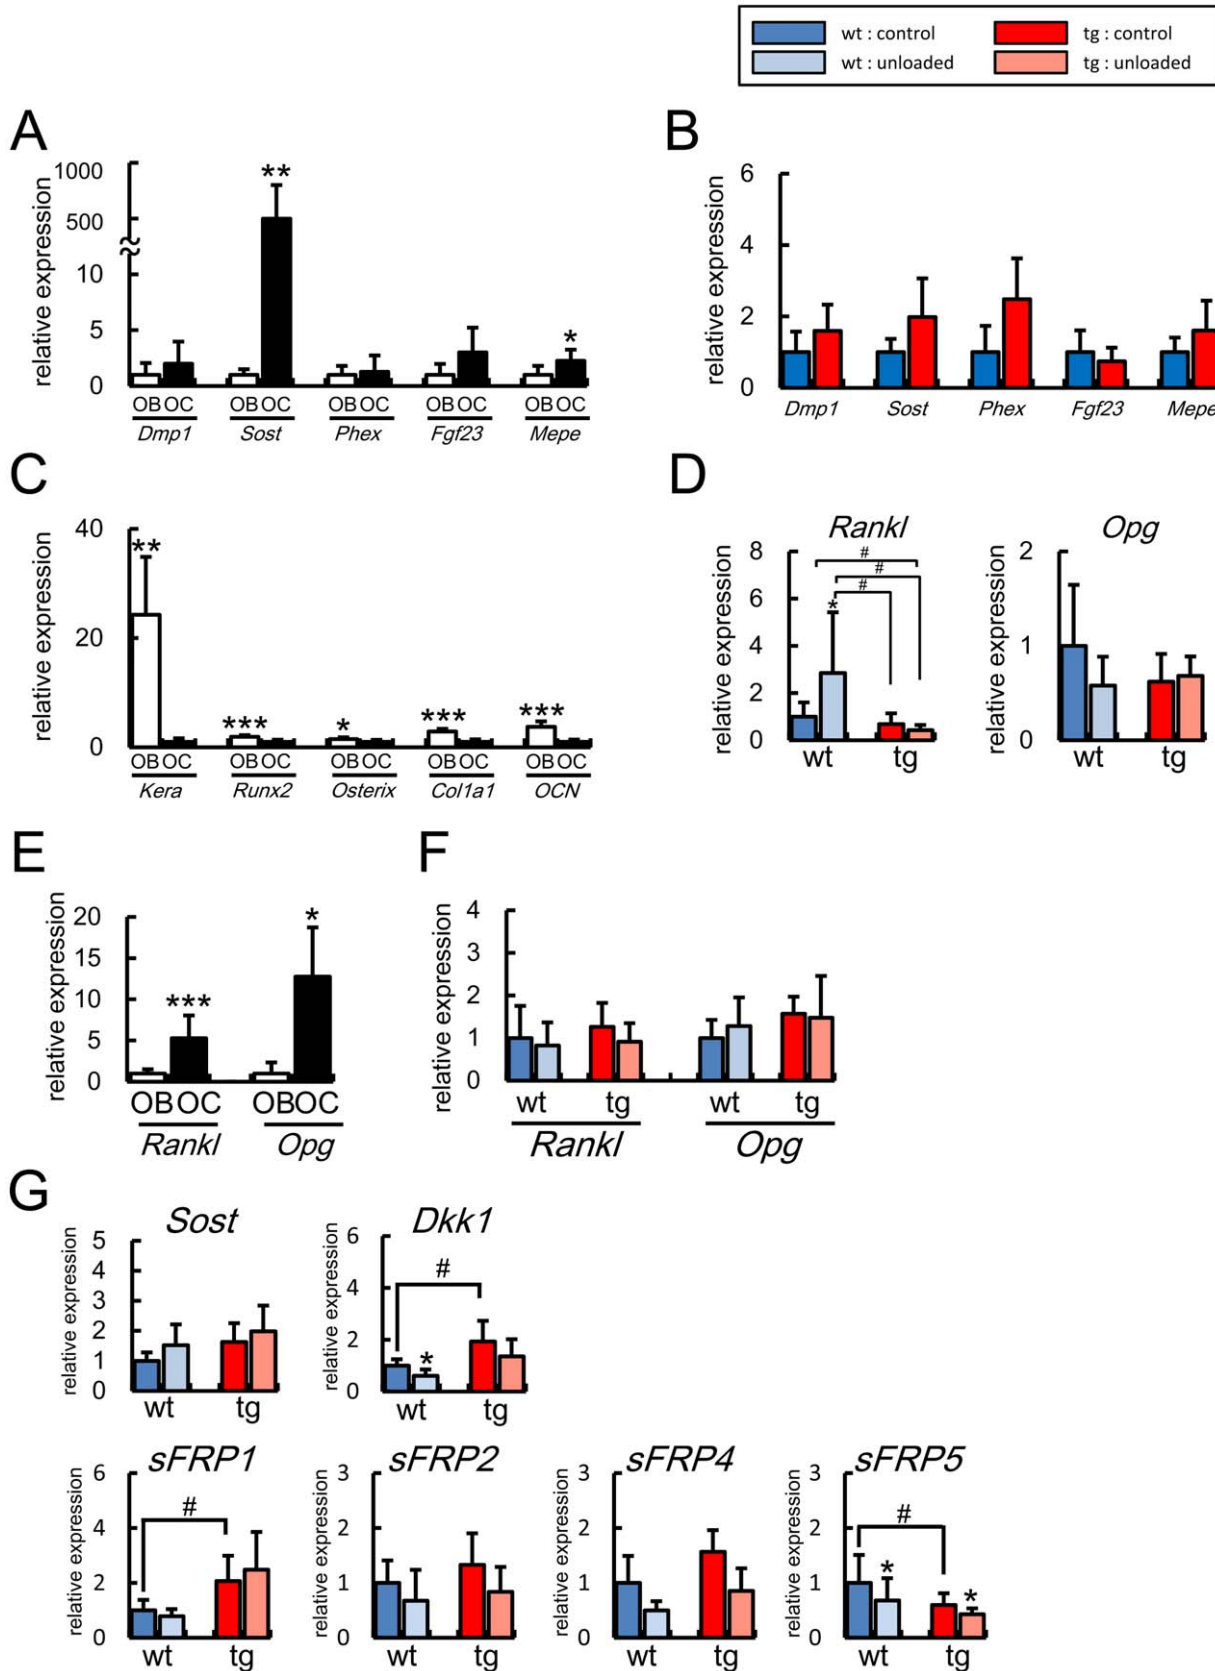 wt : control tg : control
wt : unloaded tg : unloaded
A
relative expression
1000
500
10
5
0
**
*
OB OC OB OC OB OC OB OC OB OC
Dmp1 Sost Phex Fgf23 Mepe
B
relative expression
6
4
2
0
Dmp1 Sost Phex Fgf23 Mepe
C
relative expression
40
20
0
**
***
*
***
***
OB OC OB OC OB OC OB OC OB OC
Kera Runx2 Osterix Col1a1 OCN
D
Rankl
relative expression
8
6
4
2
0
#
#
#
*
wt tg
Opg
relative expression
2
1
0
wt tg
E
relative expression
20
15
10
5
0
***
*
OB OC OB OC
Rankl Opg
F
relative expression
4
3
2
1
0
wt tg wt tg
Rankl Opg
G
Sost
relative expression
5
4
3
2
1
0
wt tg
Dkk1
relative expression
6
4
2
0
#
*
wt tg
sFRP1
relative expression
6
4
2
0
#
wt tg
sFRP2
relative expression
3
2
1
0
wt tg
sFRP4
relative expression
3
2
1
0
wt tg
sFRP5
relative expression
3
2
1
0
#
*
*
wt tg